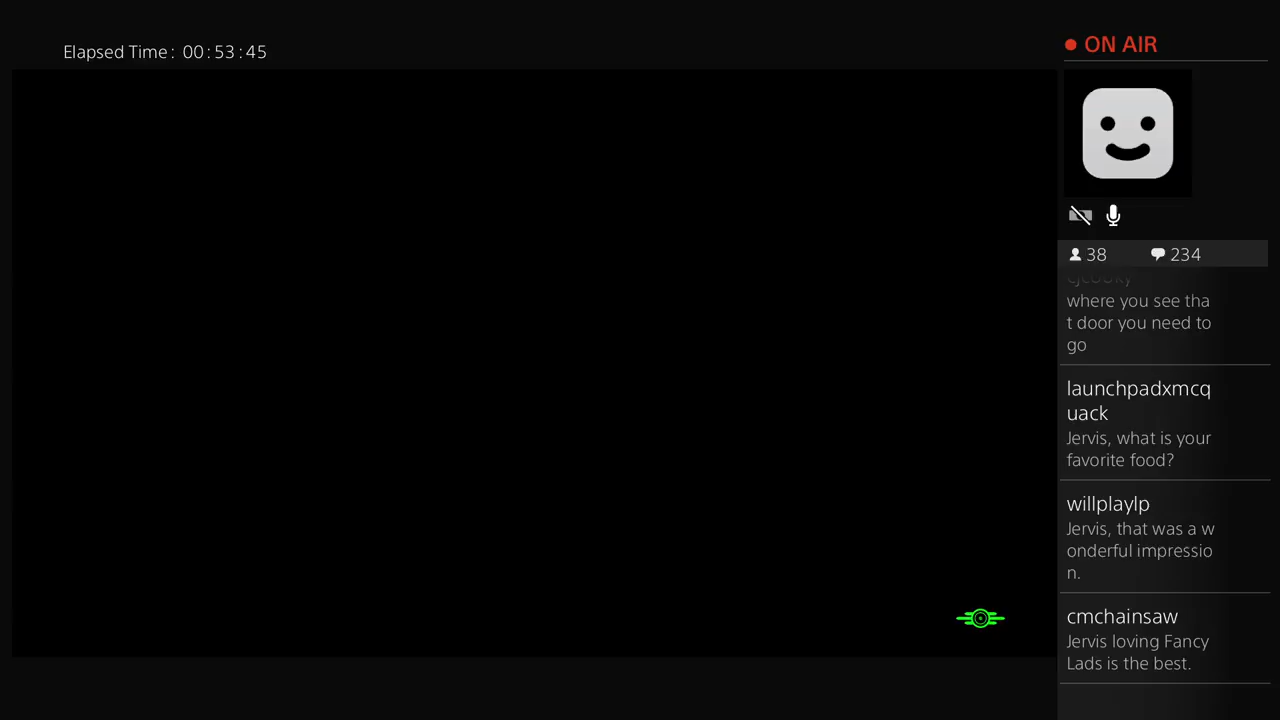 Elapsed Time: 00:53:45
ON AIR
38
234
where you see tha
t door you need to
go
launchpadxmcq
uack
Jervis, what is your
favorite food?
willplaylp
Jervis, that was a w
onderful impressio
n.
cmchainsaw
Jervis loving Fancy
Lads is the best.